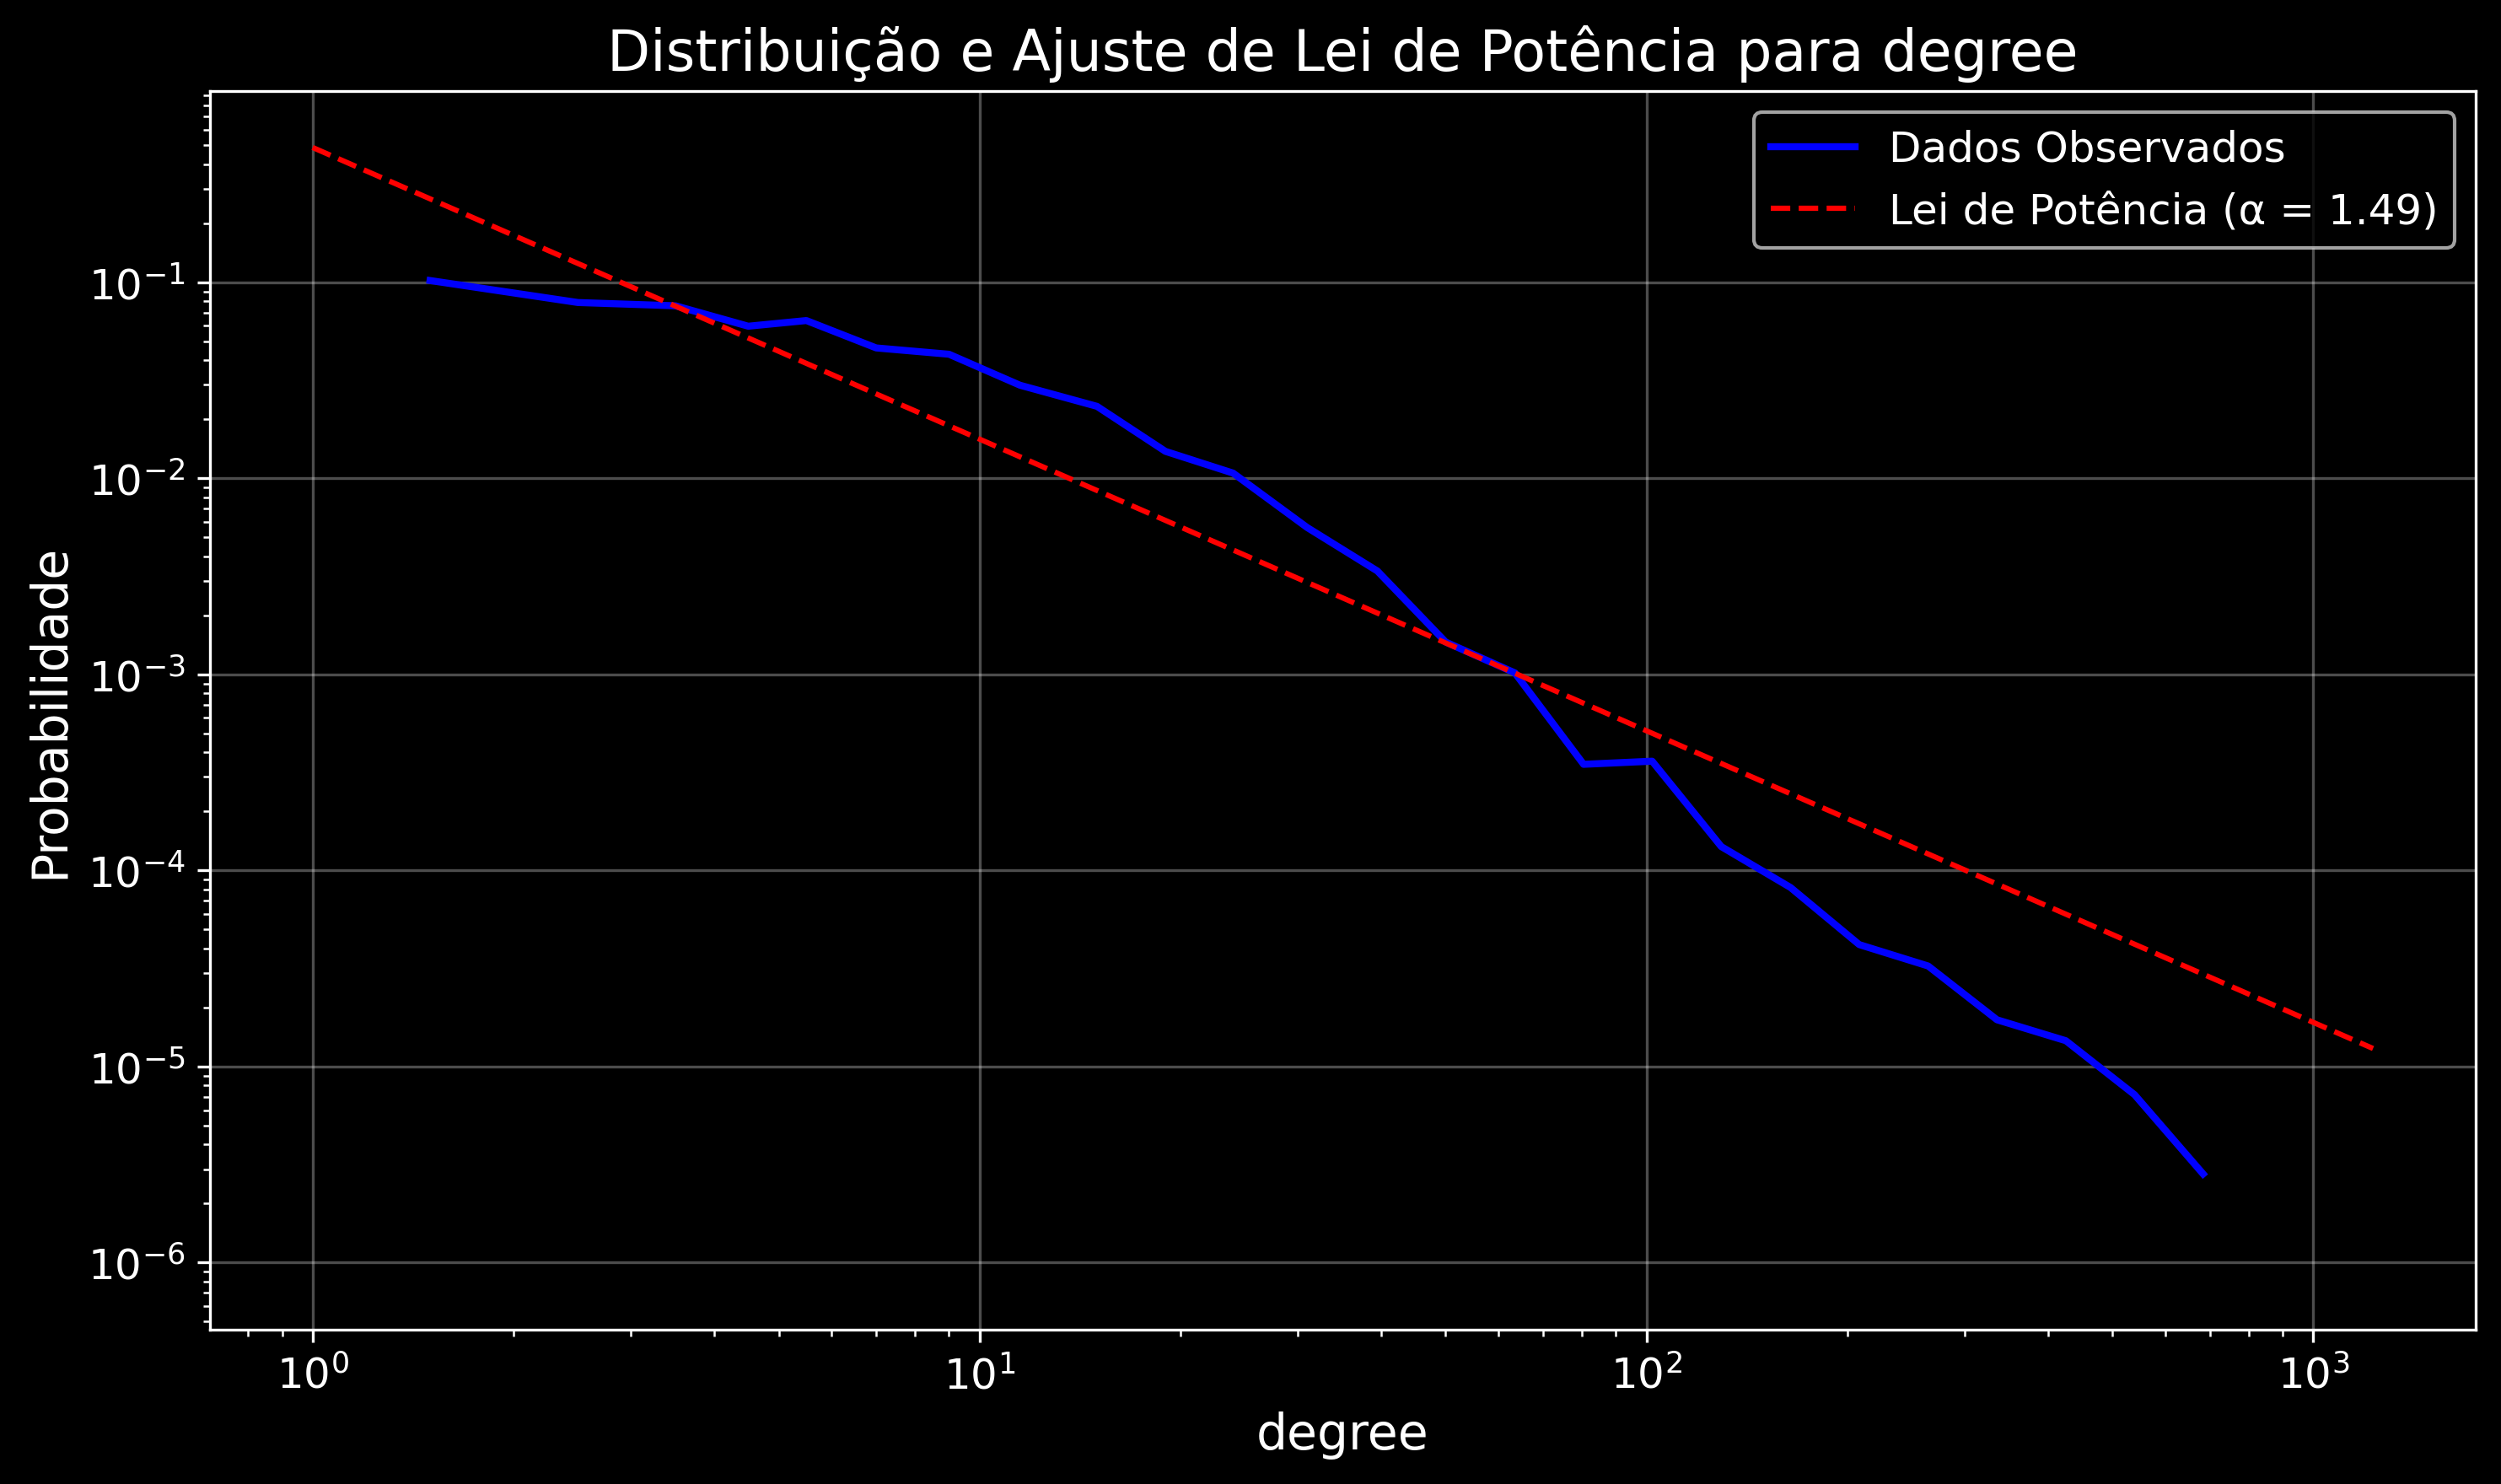 Distribuição e Ajuste de Lei de Potência para degree
Dados Observados
Lei de Potência (α = 1.49)
Probabilidade
10⁻¹
10⁻²
10⁻³
10⁻⁴
10⁻⁵
10⁻⁶
10⁰ 10¹ 10² 10³
degree